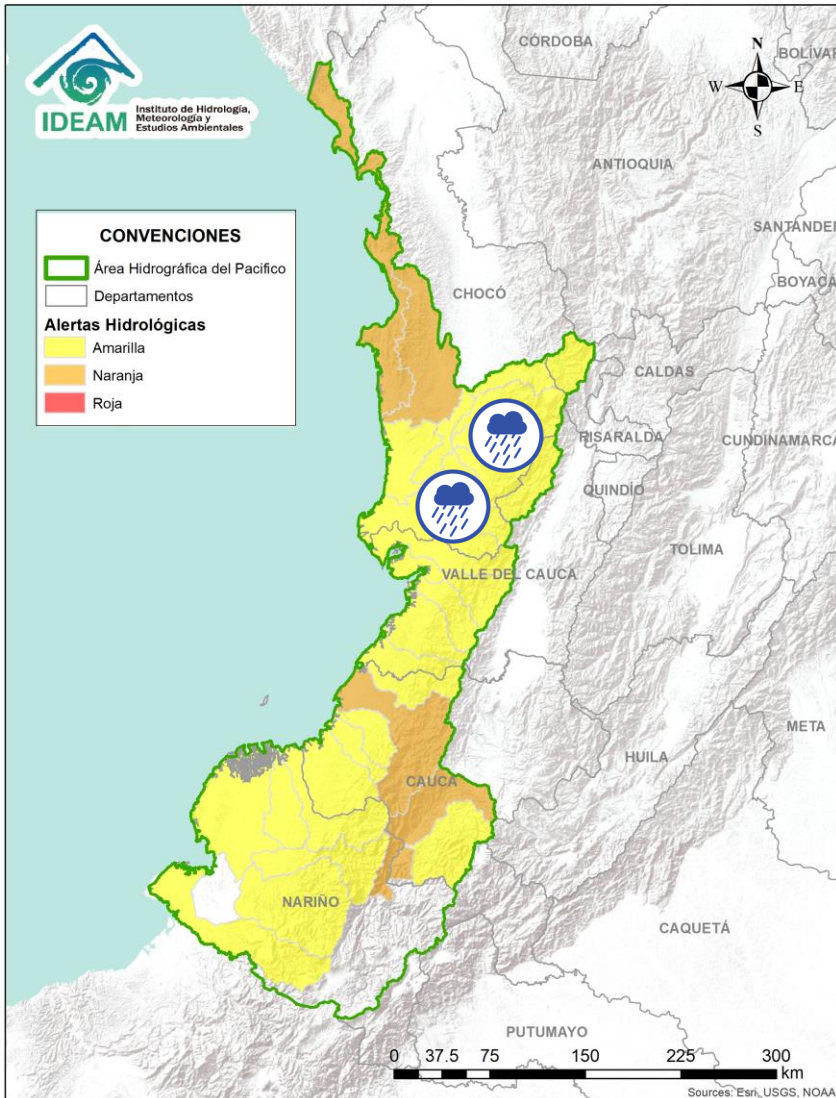 CÓRDOBA
BOLÍVAR
N
W E
S
IDEAM
Instituto de Hidrología,
Meteorología y
Estudios Ambientales
ANTIOQUIA
SANTANDER
CONVENCIONES
Área Hidrográfica del Pacifico
Departamentos
Alertas Hidrológicas
Amarilla
Naranja
Roja
BOYACÁ
CHOCÓ
CALDAS
RISARALDA
CUNDINAMARCA
QUINDÍO
TOLIMA
VALLE DEL CAUCA
META
HUILA
CAUCA
NARIÑO
CAQUETÁ
PUTUMAYO
0 37.5 75 150 225 300
km
Sources: Esri, USGS, NOAA